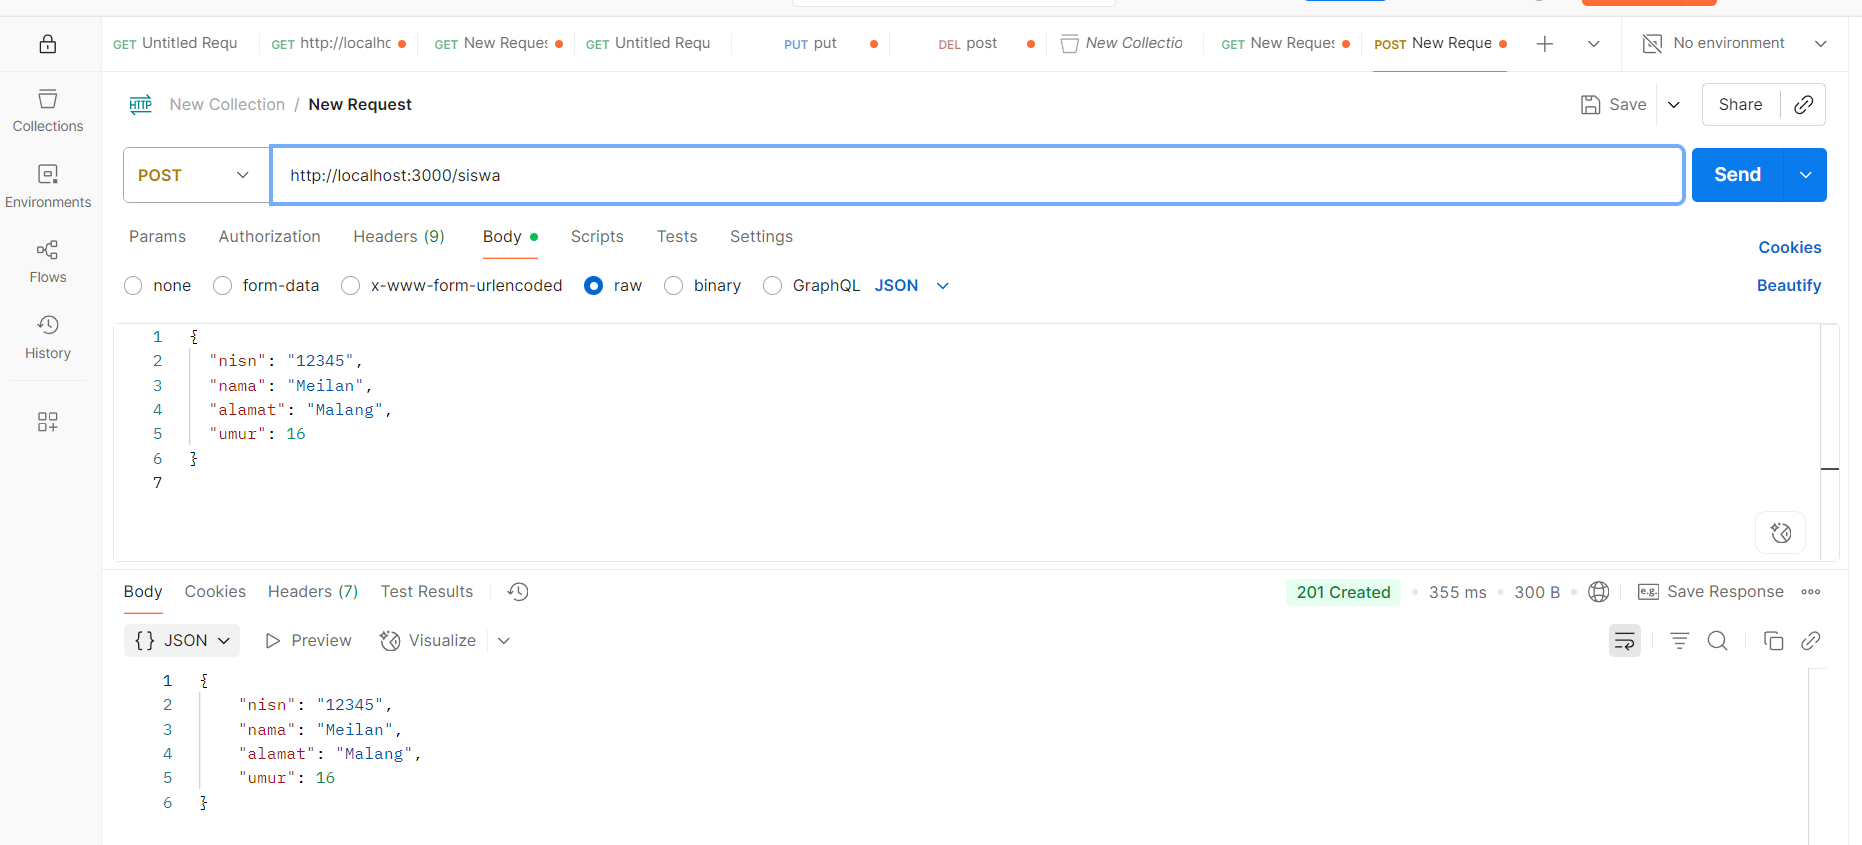 GET Untitled Requ GET http://localhc GET New Reques GET Untitled Requ PUT put DEL post New Collectio GET New Reques POST New Reque No environment
HTTP New Collection / New Request Save Share
Collections
Environments
Flows
History
POST http://localhost:3000/siswa Send
Params Authorization Headers (9) Body Scripts Tests Settings Cookies
none form-data x-www-form-urlencoded raw binary GraphQL JSON Beautify
1 {
2 "nisn": "12345",
3 "nama": "Meilan",
4 "alamat": "Malang",
5 "umur": 16
6 }
7
Body Cookies Headers (7) Test Results 201 Created 355 ms 300 B e.g. Save Response
{} JSON Preview Visualize
1 {
2 "nisn": "12345",
3 "nama": "Meilan",
4 "alamat": "Malang",
5 "umur": 16
6 }